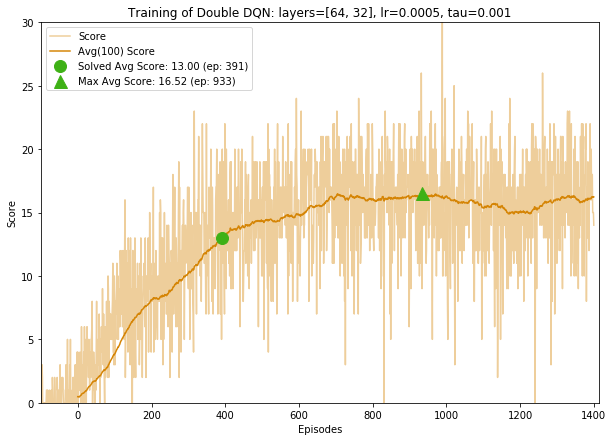 Training of Double DQN: layers=[64, 32], lr=0.0005, tau=0.001
Score
Avg(100) Score
Solved Avg Score: 13.00 (ep: 391)
Max Avg Score: 16.52 (ep: 933)
30
25
20
15
10
5
0
Score
0 200 400 600 800 1000 1200 1400
Episodes